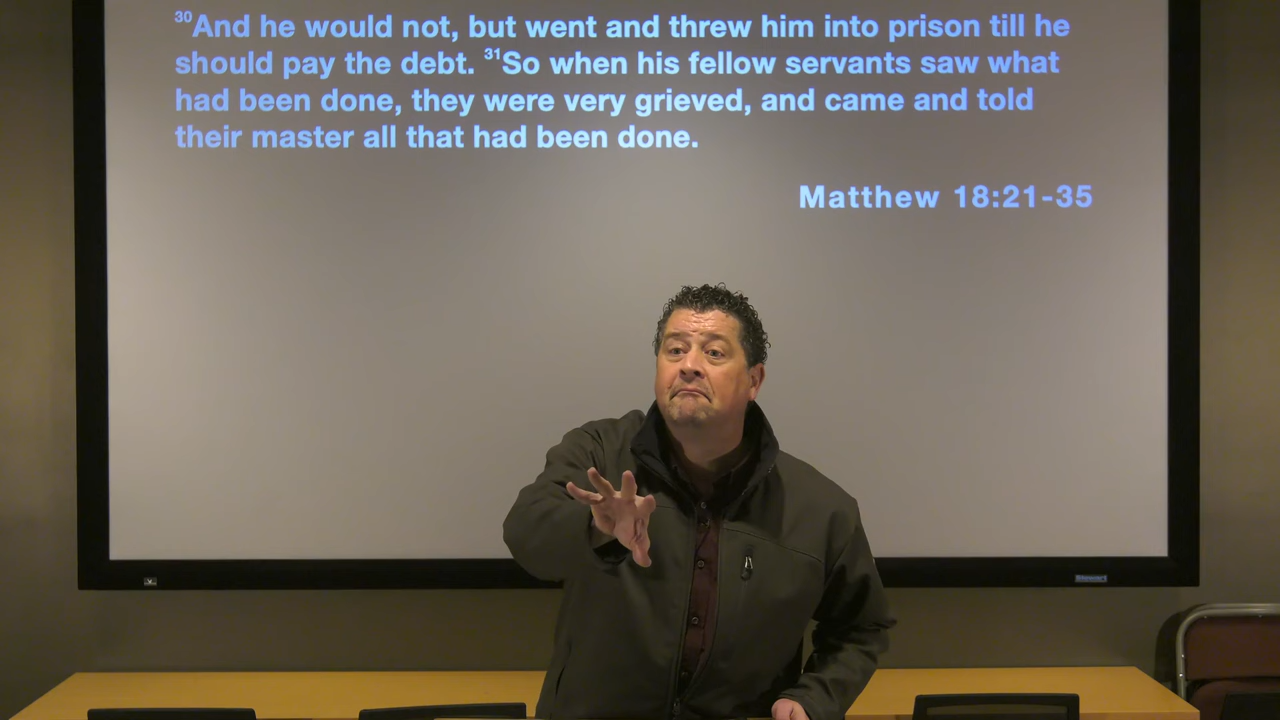 30And he would not, but went and threw him into prison till he
should pay the debt. 31So when his fellow servants saw what
had been done, they were very grieved, and came and told
their master all that had been done.
Matthew 18:21-35
Stewart